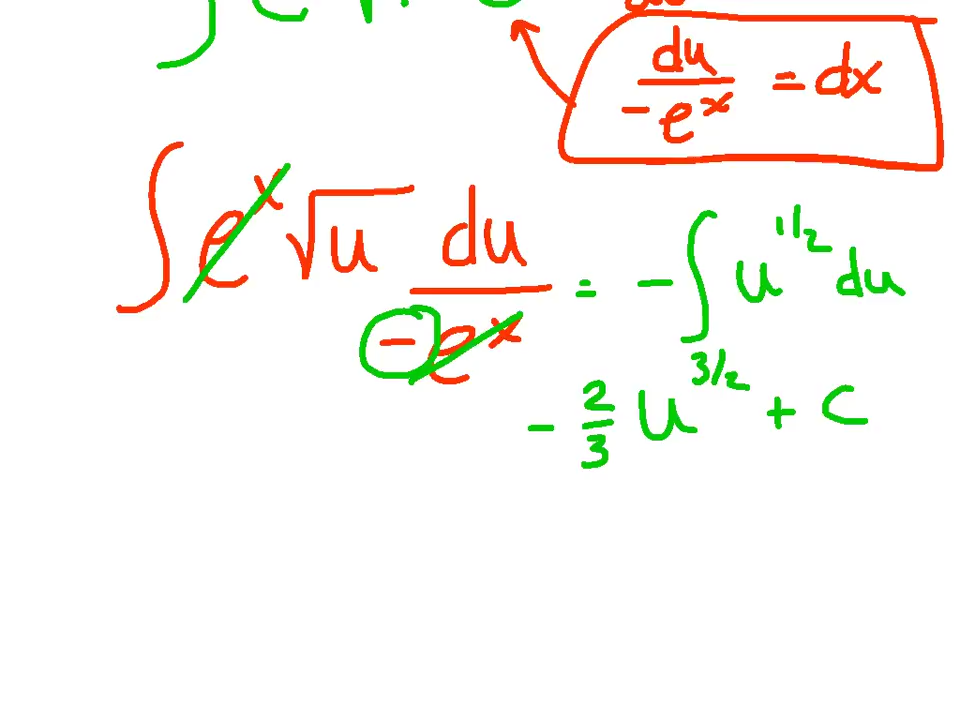 du / -e^x = dx
∫ e^x √u du / -e^x = - ∫ u^1/2 du
- 2/3 u^3/2 + c